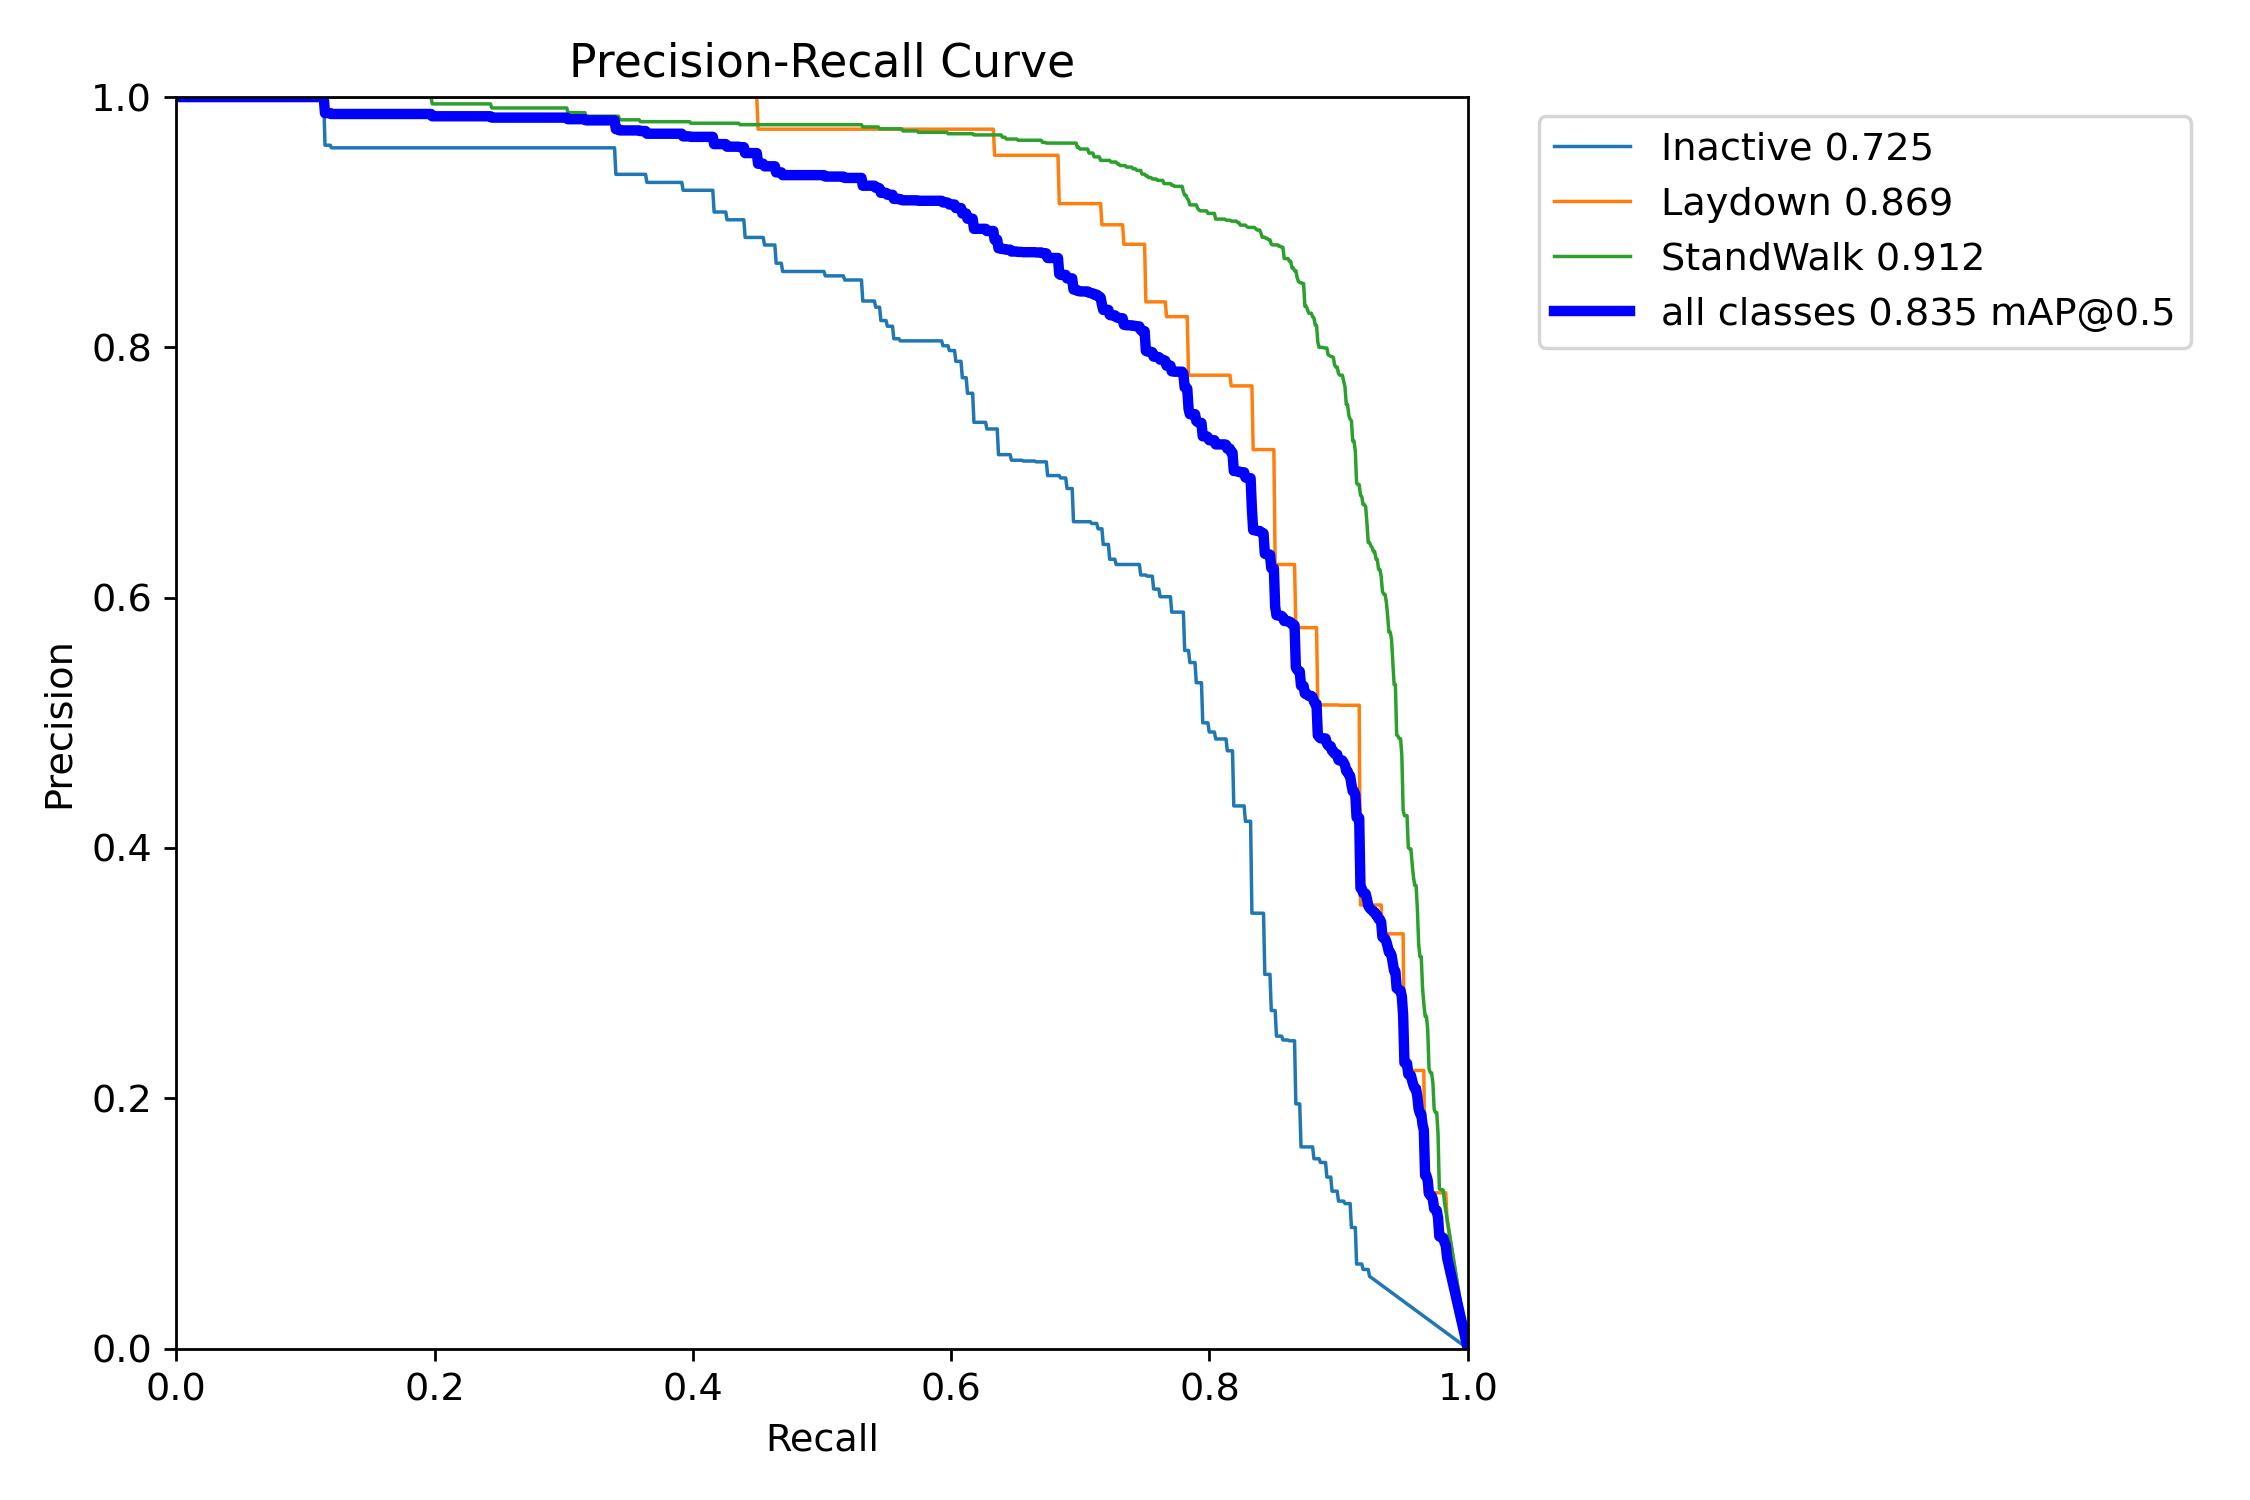 Precision-Recall Curve
1.0
0.8
0.6
0.4
0.2
0.0
Precision
0.0 0.2 0.4 0.6 0.8 1.0
Recall
Inactive 0.725
Laydown 0.869
StandWalk 0.912
all classes 0.835 mAP@0.5